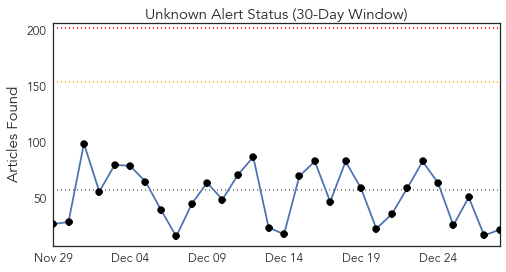 Unknown Alert Status (30-Day Window)
200
150
100
50
Articles Found
Nov 29 Dec 04 Dec 09 Dec 14 Dec 19 Dec 24